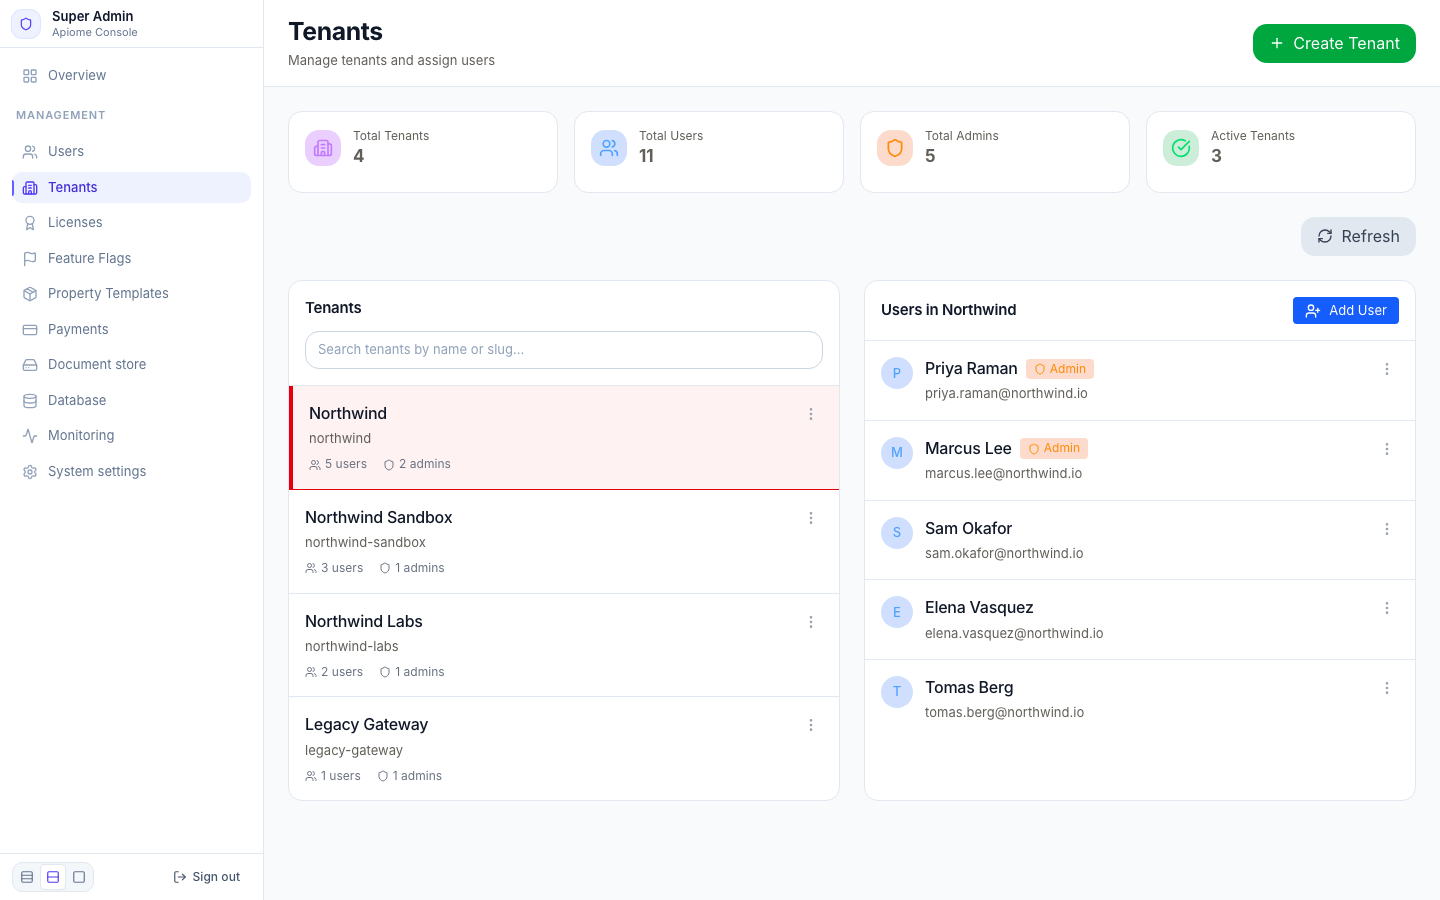 Super Admin
Apiome Console
Overview
MANAGEMENT
Users
Tenants
Licenses
Feature Flags
Property Templates
Payments
Document store
Database
Monitoring
System settings
Sign out
Tenants
Manage tenants and assign users
Create Tenant
Total Tenants
4
Total Users
11
Total Admins
5
Active Tenants
3
Refresh
Tenants
Search tenants by name or slug...
Northwind
northwind
5 users 2 admins
Northwind Sandbox
northwind-sandbox
3 users 1 admins
Northwind Labs
northwind-labs
2 users 1 admins
Legacy Gateway
legacy-gateway
1 users 1 admins
Users in Northwind
Add User
P
Priya Raman Admin
priya.raman@northwind.io
M
Marcus Lee Admin
marcus.lee@northwind.io
S
Sam Okafor
sam.okafor@northwind.io
E
Elena Vasquez
elena.vasquez@northwind.io
T
Tomas Berg
tomas.berg@northwind.io